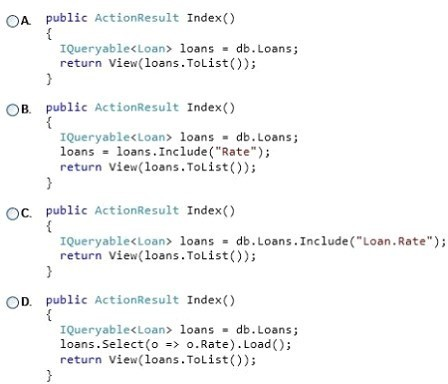 A. public ActionResult Index()
{
IQueryable<Loan> loans = db.Loans;
return View(loans.ToList());
}
B. public ActionResult Index()
{
IQueryable<Loan> loans = db.Loans;
loans = loans.Include("Rate");
return View(loans.ToList());
}
C. public ActionResult Index()
{
IQueryable<Loan> loans = db.Loans.Include("Loan.Rate");
return View(loans.ToList());
}
D. public ActionResult Index()
{
IQueryable<Loan> loans = db.Loans;
loans.Select(o => o.Rate).Load();
return View(loans.ToList());
}